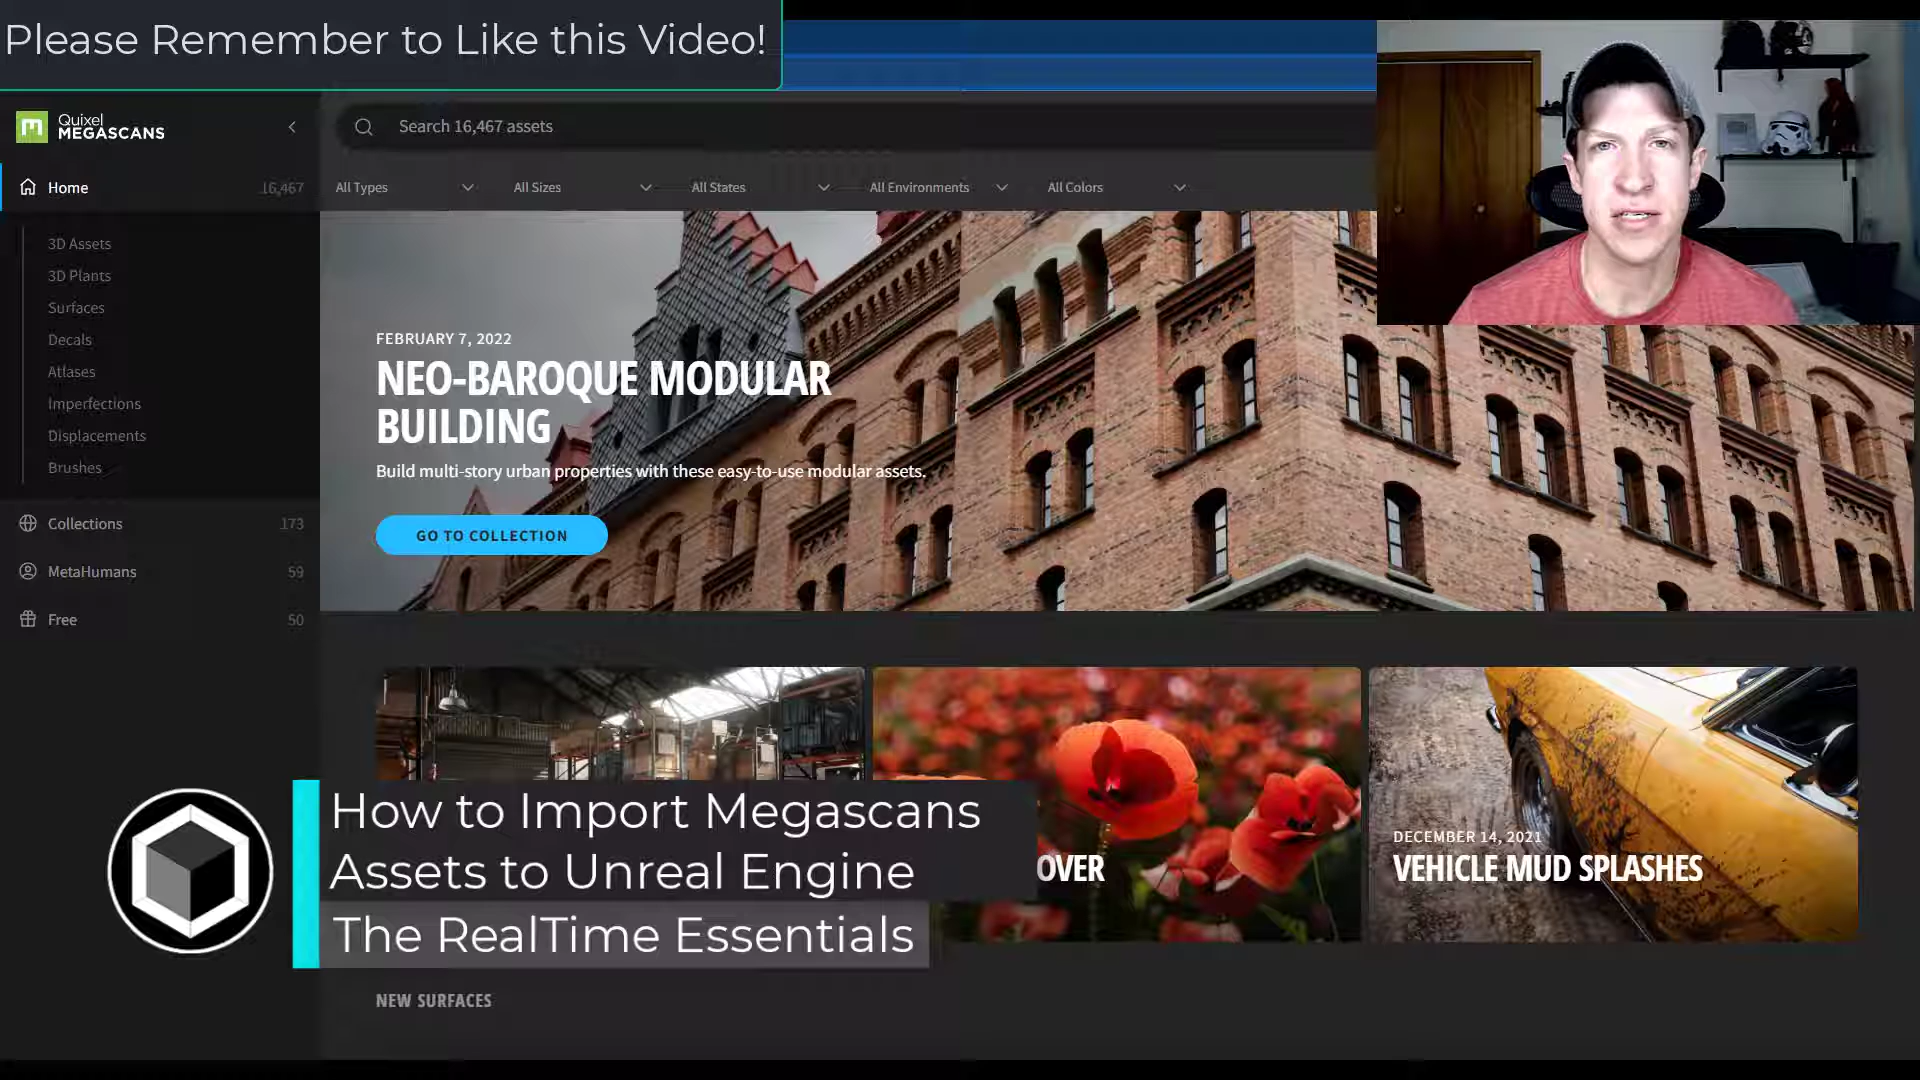 Please Remember to Like this Video!
Quixel
MEGASCANS
Search 16,467 assets
Home 16,467
All Types
All Sizes
All States
All Environments
All Colors
3D Assets
3D Plants
Surfaces
Decals
Atlases
Imperfections
Displacements
Brushes
Collections 173
MetaHumans 59
Free 50
FEBRUARY 7, 2022
NEO-BAROQUE MODULAR
BUILDING
Build multi-story urban properties with these easy-to-use modular assets.
GO TO COLLECTION
How to Import Megascans
Assets to Unreal Engine
The RealTime Essentials
OVER
DECEMBER 14, 2021
VEHICLE MUD SPLASHES
NEW SURFACES